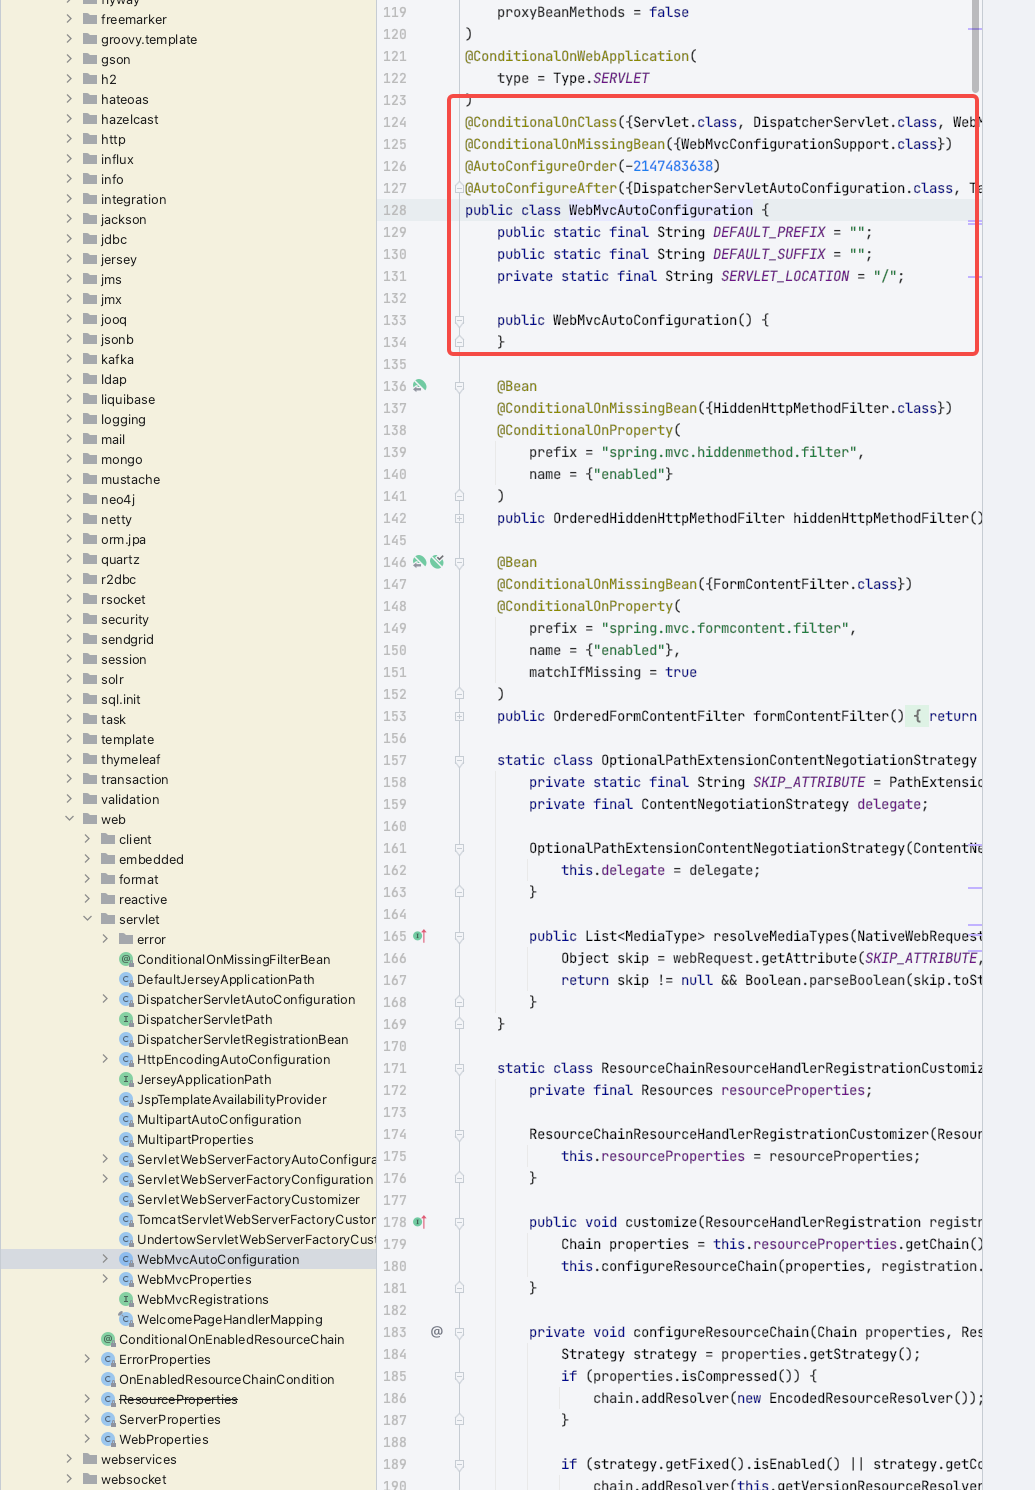 flyway
freemarker
groovy.template
gson
h2
hateoas
hazelcast
http
influx
info
integration
jackson
jdbc
jersey
jms
jmx
jooq
jsonb
kafka
ldap
liquibase
logging
mail
mongo
mustache
neo4j
netty
orm.jpa
quartz
r2dbc
rsocket
security
sendgrid
session
solr
sql.init
task
template
thymeleaf
transaction
validation
web
client
embedded
format
reactive
servlet
error
ConditionalOnMissingFilterBean
DefaultJerseyApplicationPath
DispatcherServletAutoConfiguration
DispatcherServletPath
DispatcherServletRegistrationBean
HttpEncodingAutoConfiguration
JerseyApplicationPath
JspTemplateAvailabilityProvider
MultipartAutoConfiguration
MultipartProperties
ServletWebServerFactoryAutoConfigura
ServletWebServerFactoryConfiguration
ServletWebServerFactoryCustomizer
TomcatServletWebServerFactoryCustor
UndertowServletWebServerFactoryCust
WebMvcAutoConfiguration
WebMvcProperties
WebMvcRegistrations
WelcomePageHandlerMapping
ConditionalOnEnabledResourceChain
ErrorProperties
OnEnabledResourceChainCondition
ResourceProperties
ServerProperties
WebProperties
webservices
websocket
119 proxyBeanMethods = false
120 )
121 @ConditionalOnWebApplication(
122 type = Type.SERVLET
123 )
124 @ConditionalOnClass({Servlet.class, DispatcherServlet.class, WebM
125 @ConditionalOnMissingBean({WebMvcConfigurationSupport.class})
126 @AutoConfigureOrder(-2147483638)
127 @AutoConfigureAfter({DispatcherServletAutoConfiguration.class, Ta
128 public class WebMvcAutoConfiguration {
129 public static final String DEFAULT_PREFIX = "";
130 public static final String DEFAULT_SUFFIX = "";
131 private static final String SERVLET_LOCATION = "/";
132
133 public WebMvcAutoConfiguration() {
134 }
135
136 @Bean
137 @ConditionalOnMissingBean({HiddenHttpMethodFilter.class})
138 @ConditionalOnProperty(
139 prefix = "spring.mvc.hiddenmethod.filter",
140 name = {"enabled"}
141 )
142 public OrderedHiddenHttpMethodFilter hiddenHttpMethodFilter()
145
146 @Bean
147 @ConditionalOnMissingBean({FormContentFilter.class})
148 @ConditionalOnProperty(
149 prefix = "spring.mvc.formcontent.filter",
150 name = {"enabled"},
151 matchIfMissing = true
152 )
153 public OrderedFormContentFilter formContentFilter() { return
156
157 static class OptionalPathExtensionContentNegotiationStrategy
158 private static final String SKIP_ATTRIBUTE = PathExtension
159 private final ContentNegotiationStrategy delegate;
160
161 OptionalPathExtensionContentNegotiationStrategy(ContentNe
162 this.delegate = delegate;
163 }
164
165 public List<MediaType> resolveMediaTypes(NativeWebRequest
166 Object skip = webRequest.getAttribute(SKIP_ATTRIBUTE,
167 return skip != null && Boolean.parseBoolean(skip.toSt
168 }
169 }
170
171 static class ResourceChainResourceHandlerRegistrationCustomiz
172 private final Resources resourceProperties;
173
174 ResourceChainResourceHandlerRegistrationCustomizer(Resour
175 this.resourceProperties = resourceProperties;
176 }
177
178 public void customize(ResourceHandlerRegistration registr
179 Chain properties = this.resourceProperties.getChain()
180 this.configureResourceChain(properties, registration.
181 }
182
183 @ private void configureResourceChain(Chain properties, Res
184 Strategy strategy = properties.getStrategy();
185 if (properties.isCompressed()) {
186 chain.addResolver(new EncodedResourceResolver());
187 }
188
189 if (strategy.getFixed().isEnabled() || strategy.getCo
190 chain.addResolver(this.getVersionResourceResolver